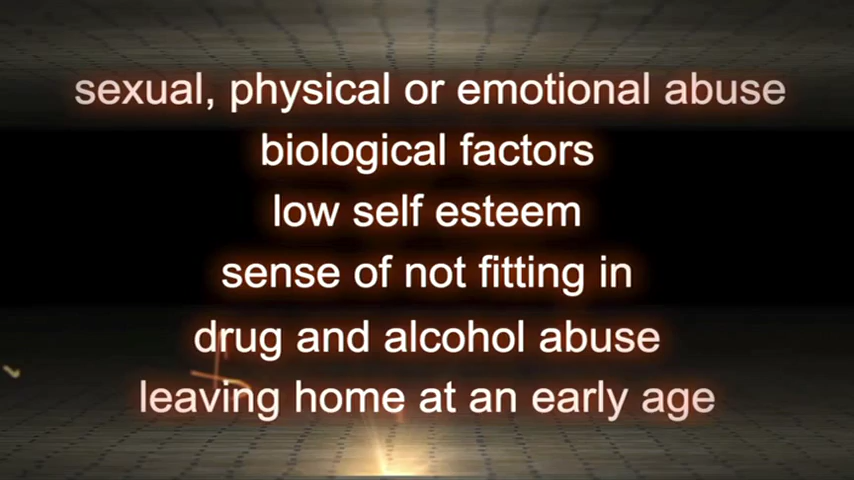 sexual, physical or emotional abuse
biological factors
low self esteem
sense of not fitting in
drug and alcohol abuse
leaving home at an early age